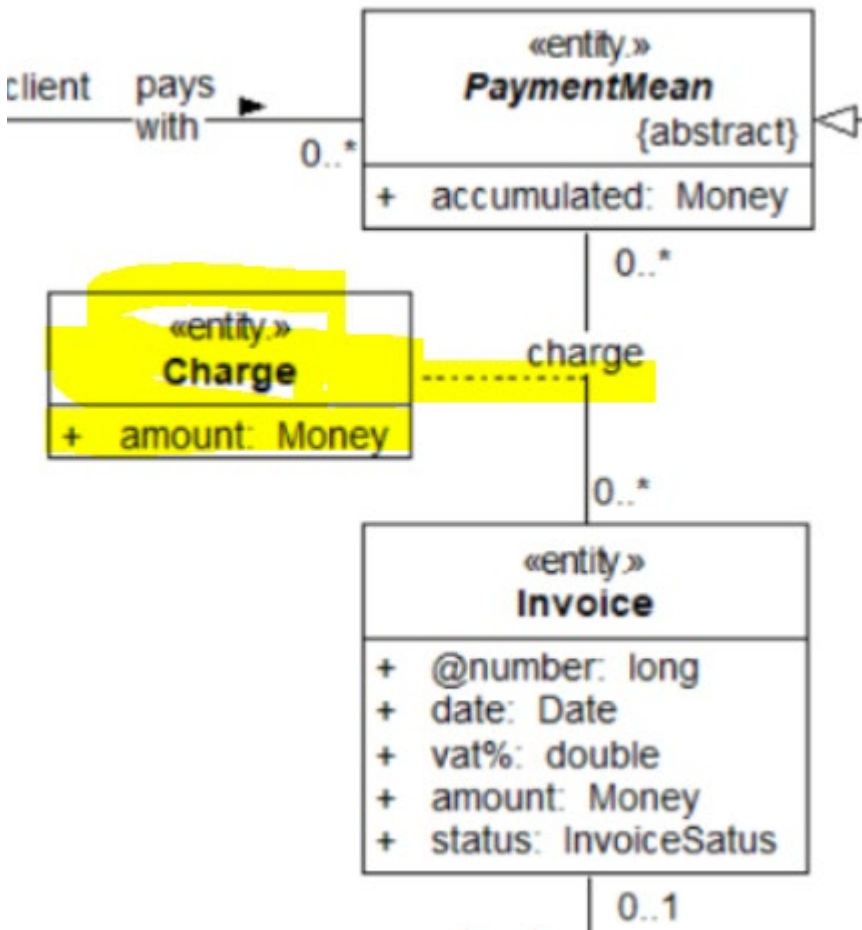 «entity.»
PaymentMean
{abstract}
+ accumulated: Money
client pays
with
0..*
0..*
charge
«entity.»
Charge
+ amount: Money
0..*
«entity.»
Invoice
+ @number: long
+ date: Date
+ vat%: double
+ amount: Money
+ status: InvoiceSatus
0..1